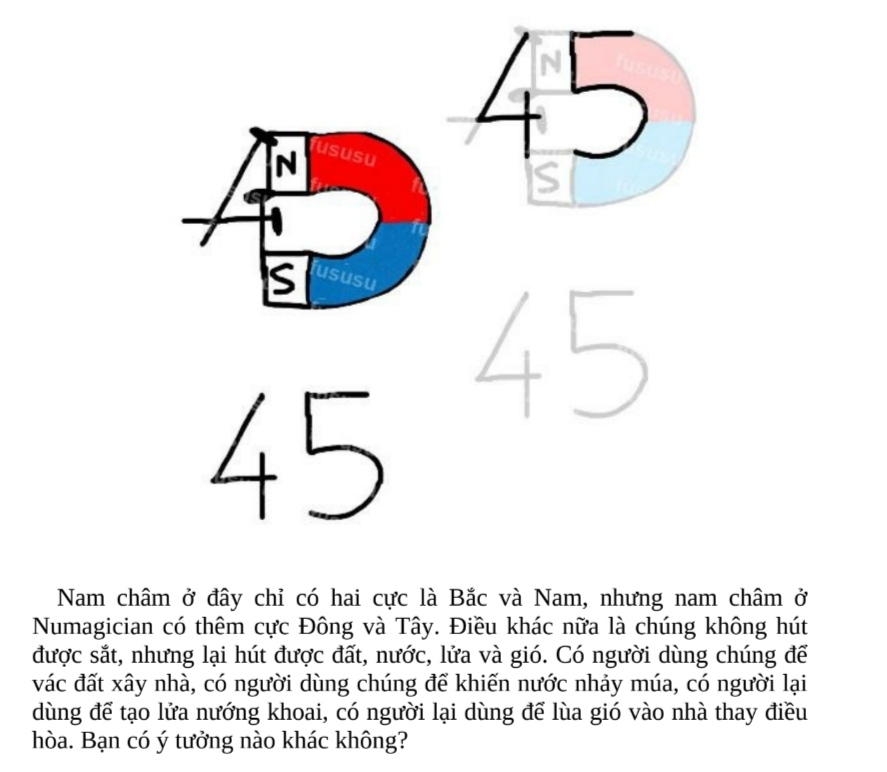 N
fususu
S
fususu
45
N
fususu
S
45
45
45
Nam châm ở đây chỉ có hai cực là Bắc và Nam, nhưng nam châm ở
Numagician có thêm cực Đông và Tây. Điều khác nữa là chúng không hút
được sắt, nhưng lại hút được đất, nước, lửa và gió. Có người dùng chúng để
vác đất xây nhà, có người dùng chúng để khiến nước nhảy múa, có người lại
dùng để tạo lửa nướng khoai, có người lại dùng để lùa gió vào nhà thay điều
hòa. Bạn có ý tưởng nào khác không?